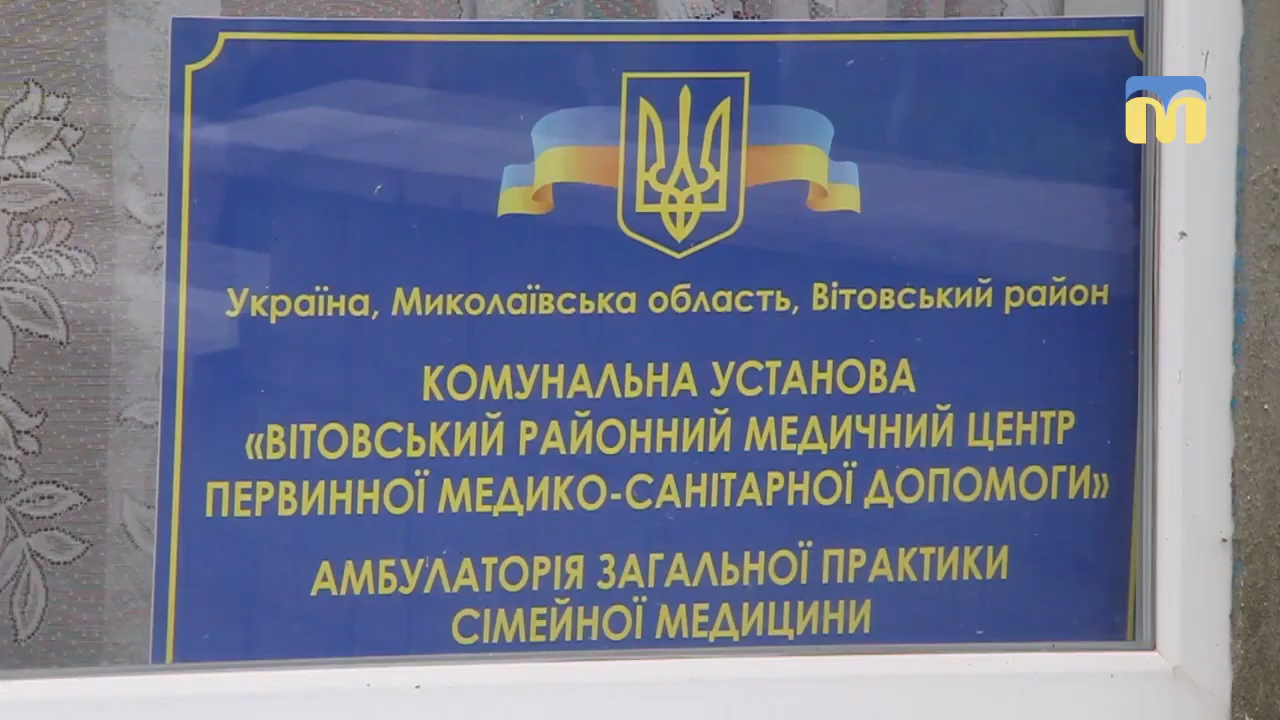 Україна, Миколаївська область, Вітовський район
КОМУНАЛЬНА УСТАНОВА
«ВІТОВСЬКИЙ РАЙОННИЙ МЕДИЧНИЙ ЦЕНТР
ПЕРВИННОЇ МЕДИКО-САНІТАРНОЇ ДОПОМОГИ»
АМБУЛАТОРІЯ ЗАГАЛЬНОЇ ПРАКТИКИ
СІМЕЙНОЇ МЕДИЦИНИ